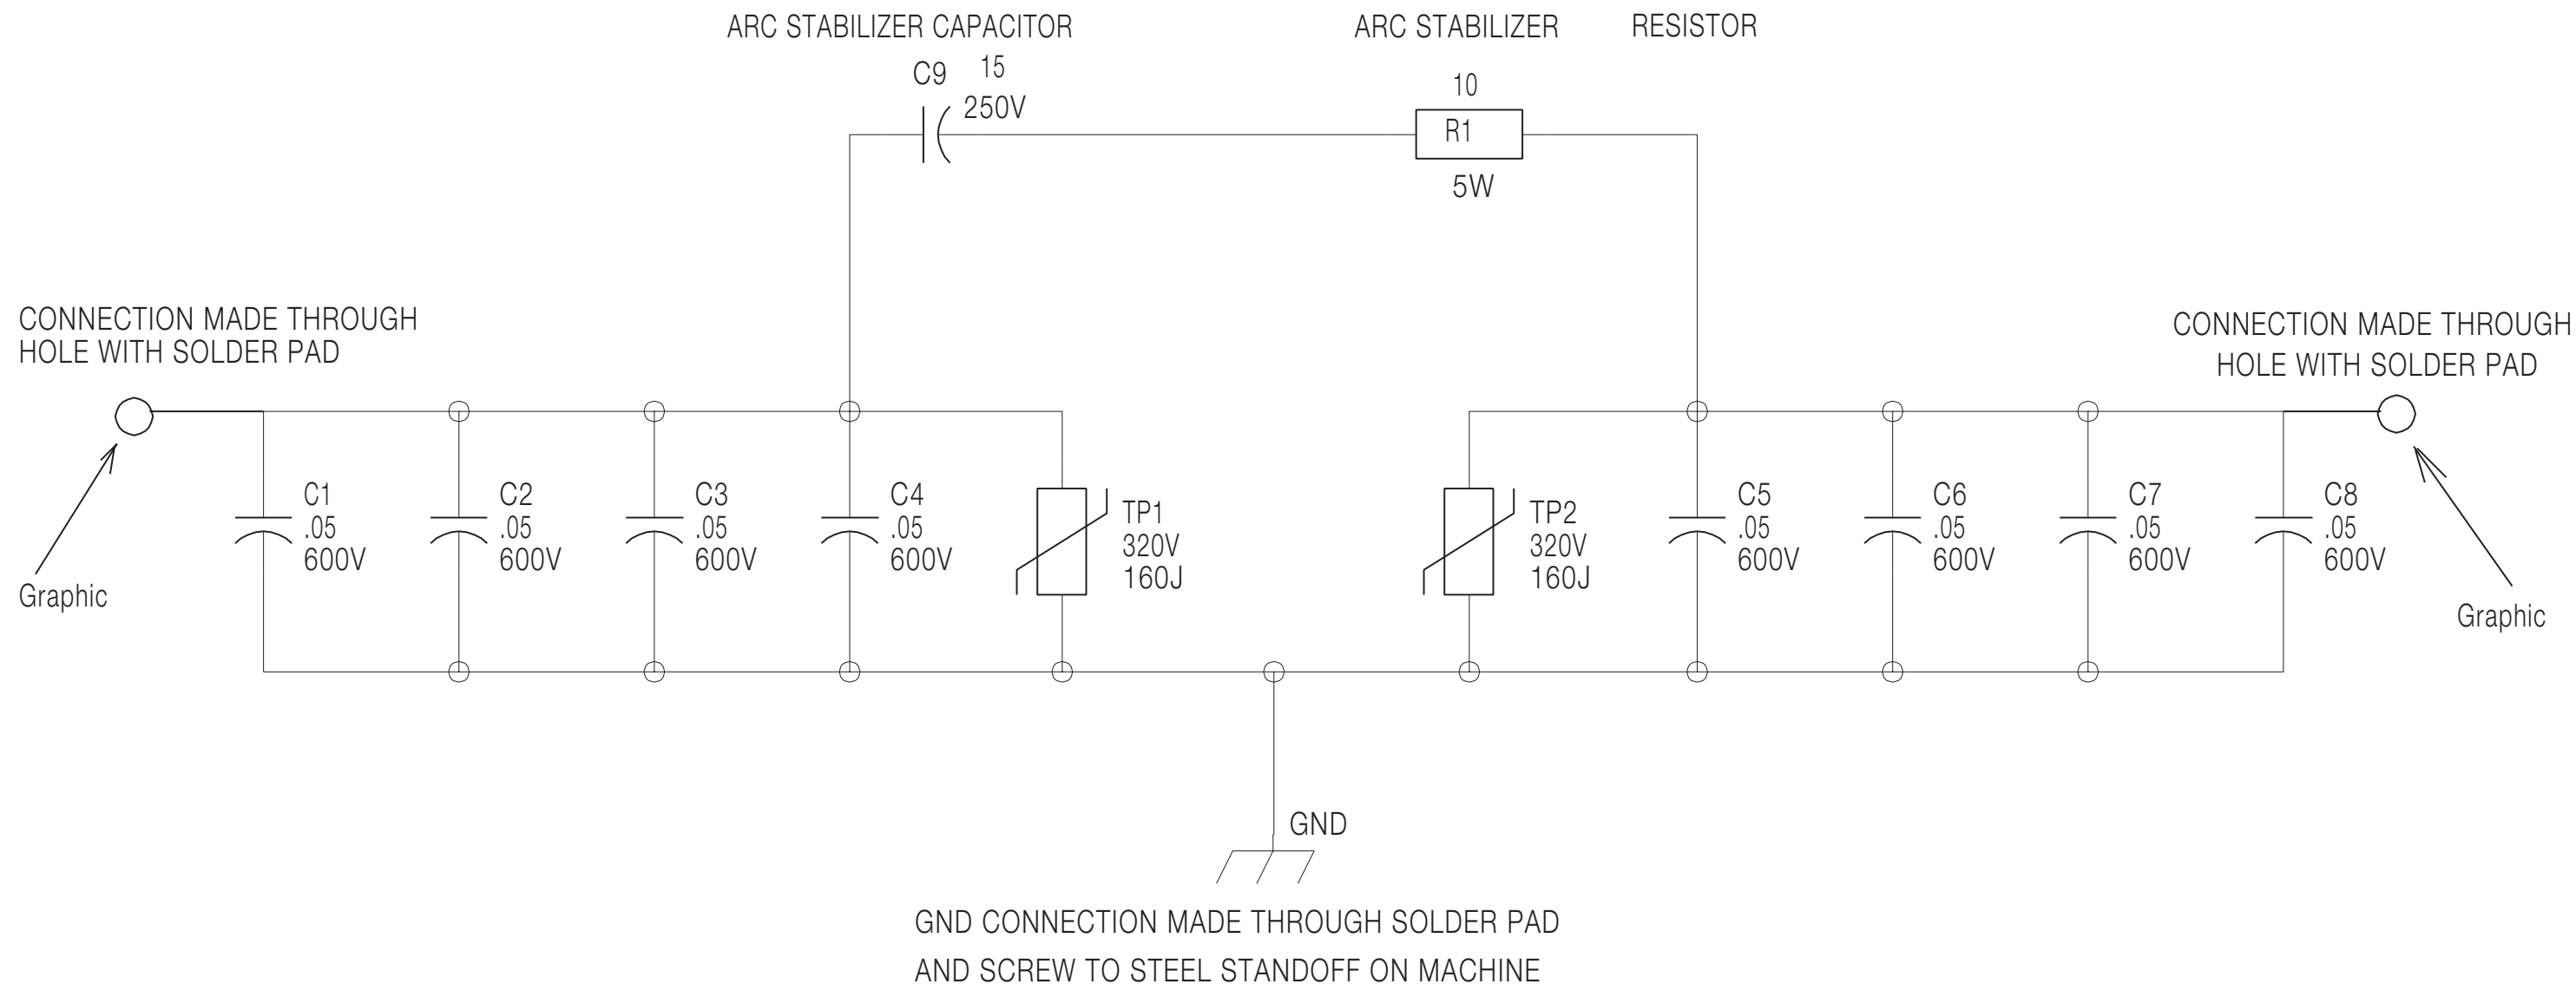 ARC STABILIZER CAPACITOR
ARC STABILIZER RESISTOR
C9 15
250V
10
R1
5W
CONNECTION MADE THROUGH
HOLE WITH SOLDER PAD
CONNECTION MADE THROUGH
HOLE WITH SOLDER PAD
C1
.05
600V
C2
.05
600V
C3
.05
600V
C4
.05
600V
TP1
320V
160J
TP2
320V
160J
C5
.05
600V
C6
.05
600V
C7
.05
600V
C8
.05
600V
Graphic
Graphic
GND
GND CONNECTION MADE THROUGH SOLDER PAD
AND SCREW TO STEEL STANDOFF ON MACHINE